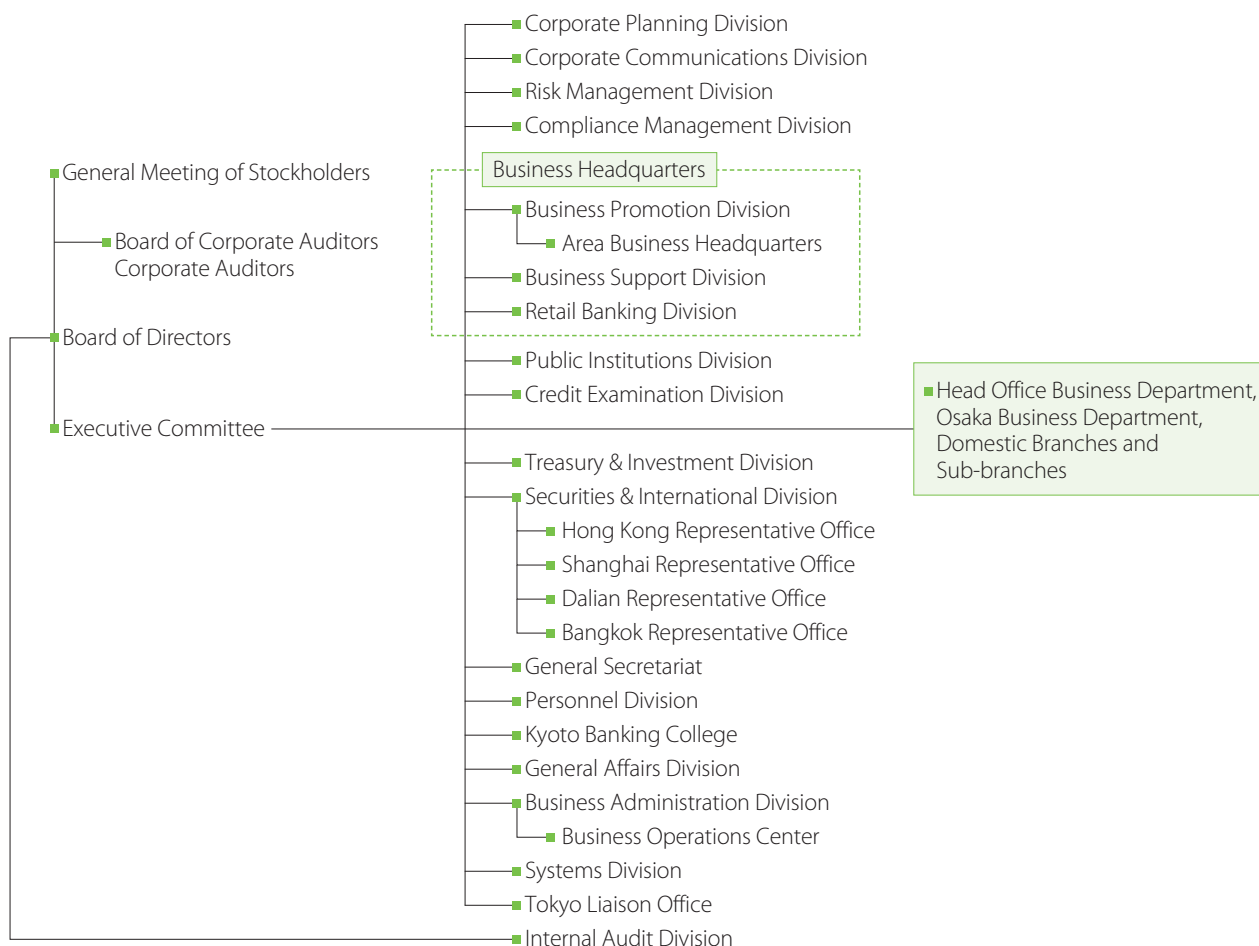 General Meeting of Stockholders
Board of Corporate Auditors
Corporate Auditors
Board of Directors
Executive Committee
Corporate Planning Division
Corporate Communications Division
Risk Management Division
Compliance Management Division
Business Headquarters
Business Promotion Division
Area Business Headquarters
Business Support Division
Retail Banking Division
Public Institutions Division
Credit Examination Division
Treasury & Investment Division
Securities & International Division
Hong Kong Representative Office
Shanghai Representative Office
Dalian Representative Office
Bangkok Representative Office
General Secretariat
Personnel Division
Kyoto Banking College
General Affairs Division
Business Administration Division
Business Operations Center
Systems Division
Tokyo Liaison Office
Internal Audit Division
Head Office Business Department,
Osaka Business Department,
Domestic Branches and
Sub-branches